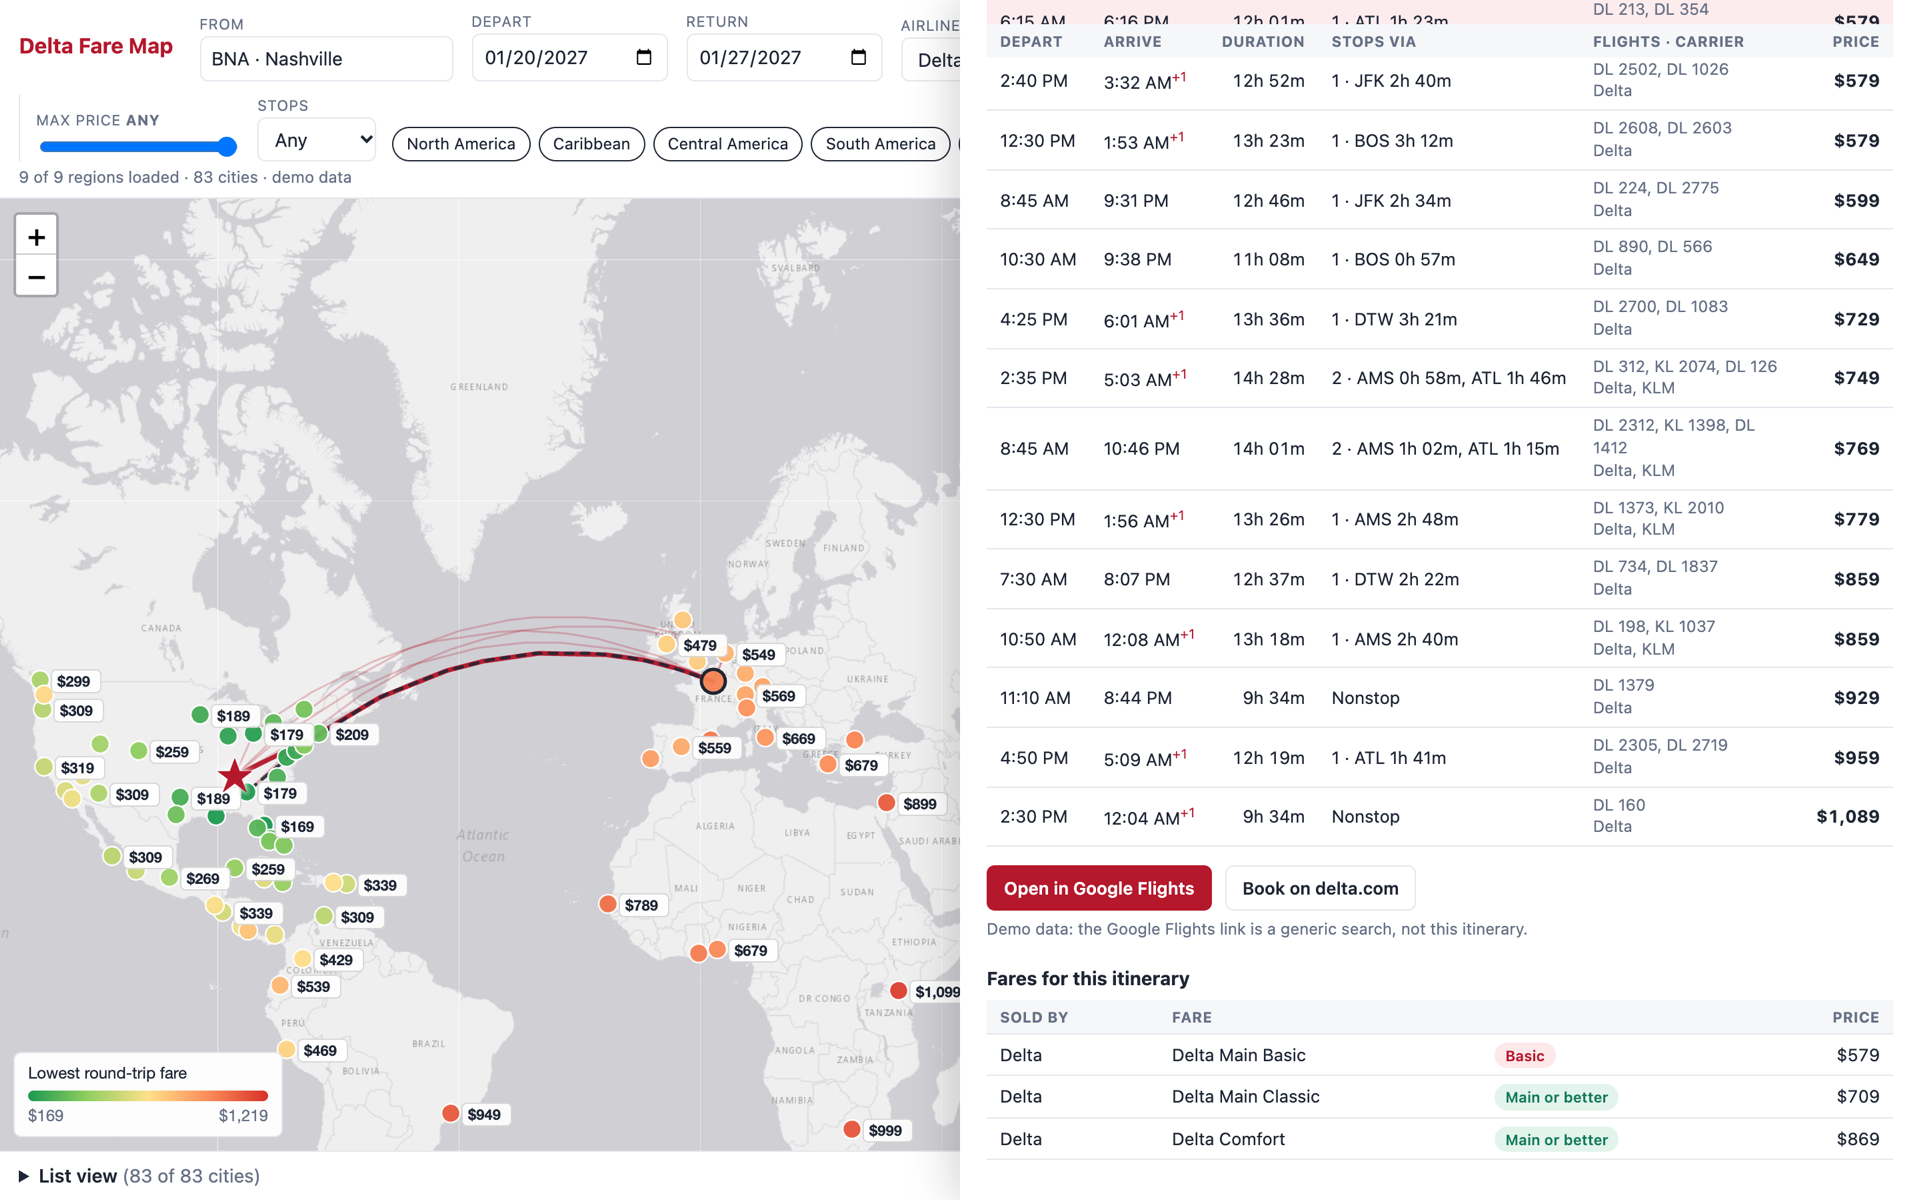 Delta Fare Map
FROM
BNA · Nashville
DEPART
01/20/2027
RETURN
01/27/2027
AIRLINE
Delta
MAX PRICE ANY
STOPS
Any
North America
Caribbean
Central America
South America
9 of 9 regions loaded · 83 cities · demo data
+
−
SVALBARD
GREENLAND
SWEDEN
FINLAND
NORWAY
CANADA
POLAND
UKRAINE
FRANCE
Atlantic
Ocean
ALGERIA
LIBYA
EGYPT
SAUDI ARAB
MALI
NIGER
CHAD
SUDAN
NIGERIA
ETHIOPIA
VENEZUELA
DR CONGO
TANZANIA
PERU
BRAZIL
BOLIVIA
ANGOLA
ZAMBIA
NAMIBIA
$299
$309
$189
$179
$209
$259
$319
$309
$189
$179
$169
$309
$269
$259
$339
$339
$309
$429
$539
$469
$949
$479
$549
$569
$559
$669
$679
$899
$789
$679
$1,099
$999
Lowest round-trip fare
$169
$1,219
List view (83 of 83 cities)
6:15 AM 6:16 PM 12h 01m 1 · ATL 1h 23m DL 213, DL 354 $579
DEPART ARRIVE DURATION STOPS VIA FLIGHTS · CARRIER PRICE
2:40 PM 3:32 AM+1 12h 52m 1 · JFK 2h 40m DL 2502, DL 1026 $579
Delta
12:30 PM 1:53 AM+1 13h 23m 1 · BOS 3h 12m DL 2608, DL 2603 $579
Delta
8:45 AM 9:31 PM 12h 46m 1 · JFK 2h 34m DL 224, DL 2775 $599
Delta
10:30 AM 9:38 PM 11h 08m 1 · BOS 0h 57m DL 890, DL 566 $649
Delta
4:25 PM 6:01 AM+1 13h 36m 1 · DTW 3h 21m DL 2700, DL 1083 $729
Delta
2:35 PM 5:03 AM+1 14h 28m 2 · AMS 0h 58m, ATL 1h 46m DL 312, KL 2074, DL 126 $749
Delta, KLM
8:45 AM 10:46 PM 14h 01m 2 · AMS 1h 02m, ATL 1h 15m DL 2312, KL 1398, DL $769
1412
Delta, KLM
12:30 PM 1:56 AM+1 13h 26m 1 · AMS 2h 48m DL 1373, KL 2010 $779
Delta, KLM
7:30 AM 8:07 PM 12h 37m 1 · DTW 2h 22m DL 734, DL 1837 $859
Delta
10:50 AM 12:08 AM+1 13h 18m 1 · AMS 2h 40m DL 198, KL 1037 $859
Delta, KLM
11:10 AM 8:44 PM 9h 34m Nonstop DL 1379 $929
Delta
4:50 PM 5:09 AM+1 12h 19m 1 · ATL 1h 41m DL 2305, DL 2719 $959
Delta
2:30 PM 12:04 AM+1 9h 34m Nonstop DL 160 $1,089
Delta
Open in Google Flights
Book on delta.com
Demo data: the Google Flights link is a generic search, not this itinerary.
Fares for this itinerary
SOLD BY FARE PRICE
Delta Delta Main Basic Basic $579
Delta Delta Main Classic Main or better $709
Delta Delta Comfort Main or better $869